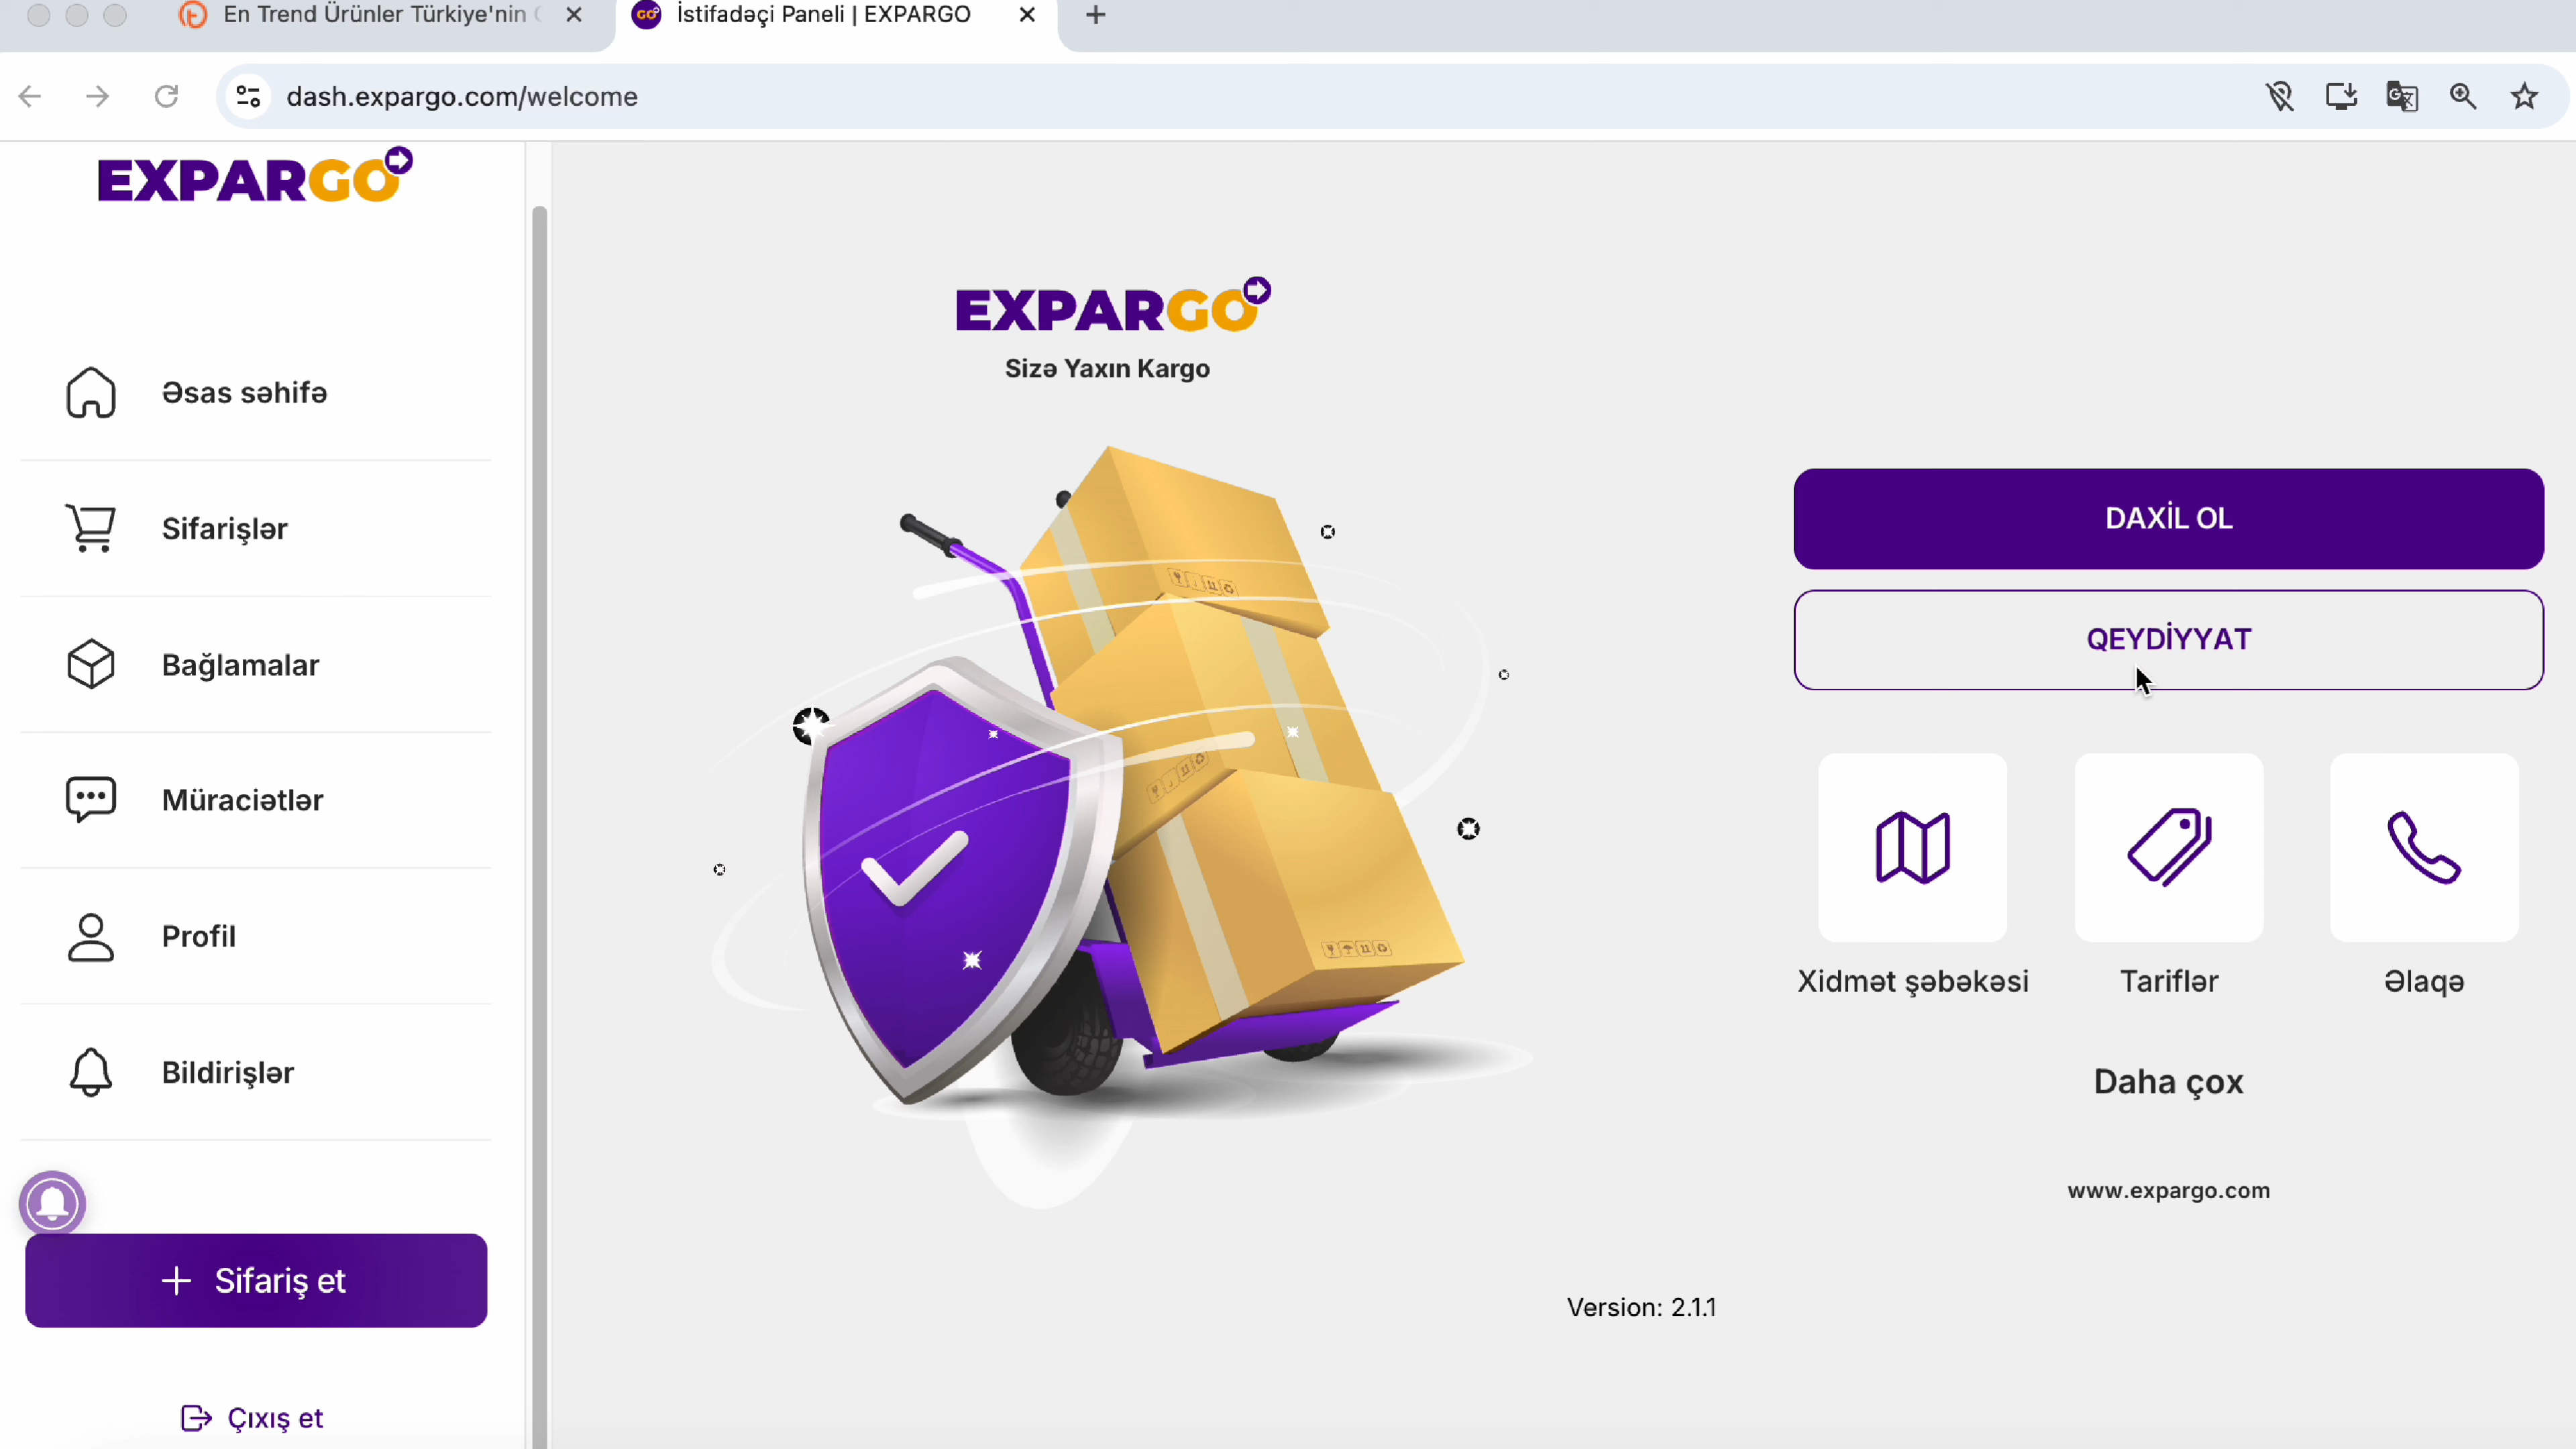 En Trend Ürünler Türkiye'nin
İstifadəçi Paneli | EXPARGO
dash.expargo.com/welcome
EXPARGO
Əsas səhifə
Sifarişlər
Bağlamalar
Müraciətlər
Profil
Bildirişlər
Sifariş et
Çıxış et
EXPARGO
Sizə Yaxın Kargo
DAXİL OL
QEYDİYYAT
Xidmət şəbəkəsi
Tariflər
Əlaqə
Daha çox
www.expargo.com
Version: 2.1.1